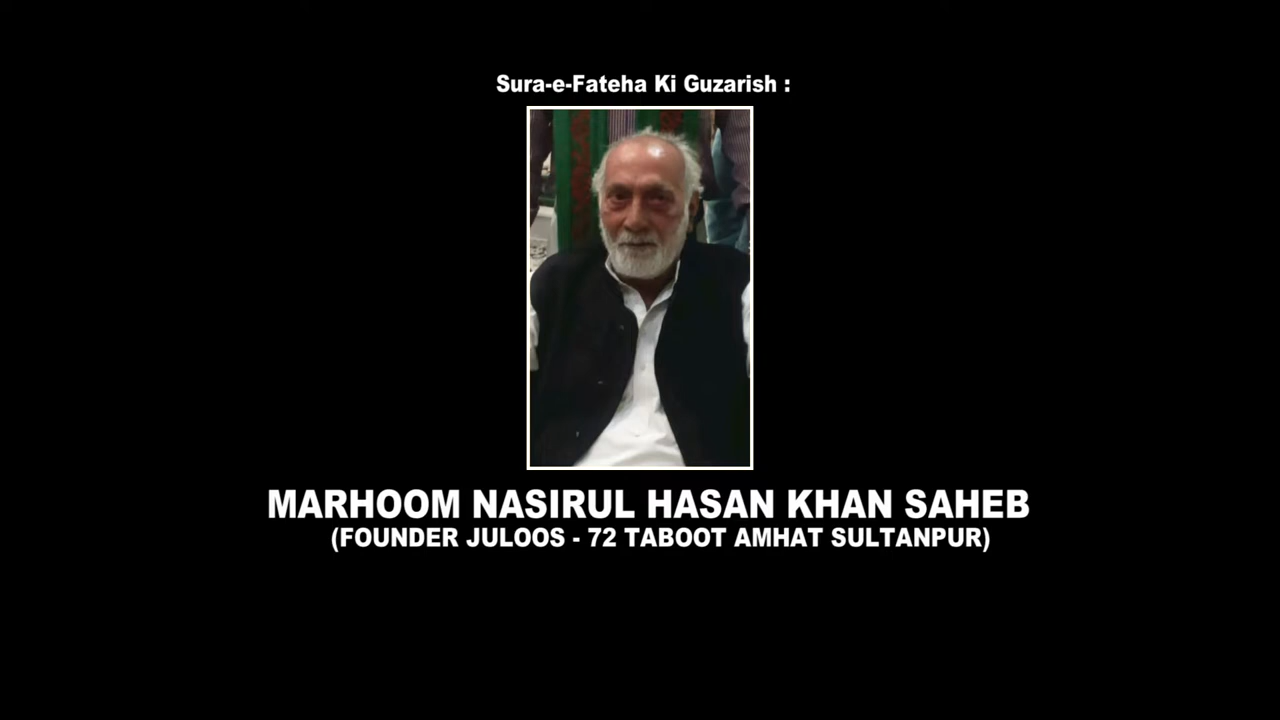 Sura-e-Fateha Ki Guzarish :
MARHOOM NASIRUL HASAN KHAN SAHEB
(FOUNDER JULOOS - 72 TABOOT AMHAT SULTANPUR)